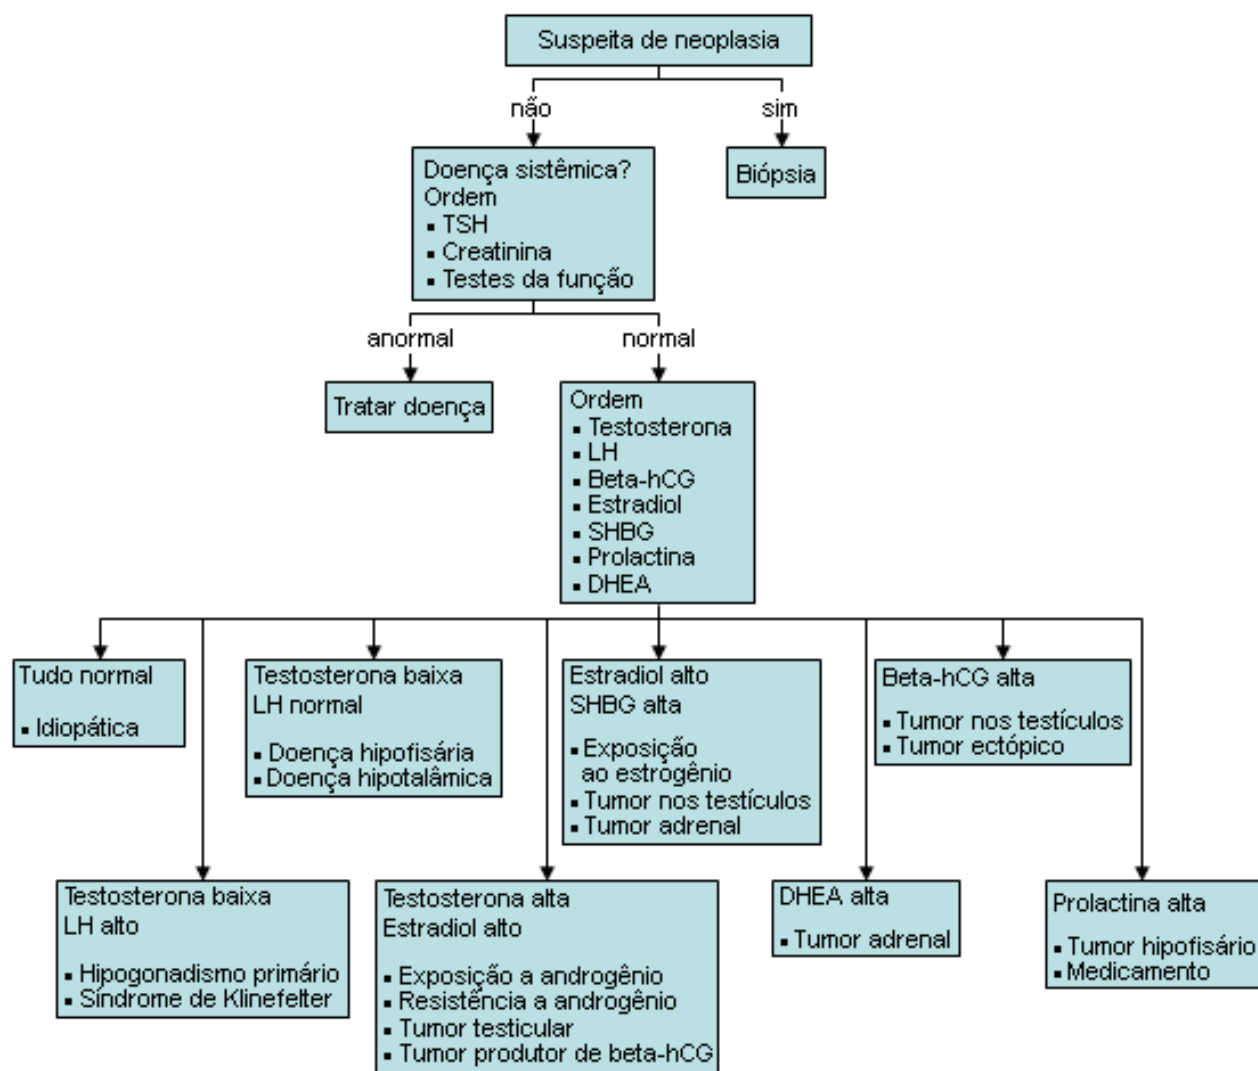 Suspeita de neoplasia
não
sim
Doença sistêmica?
Ordem
▪ TSH
▪ Creatinina
▪ Testes da função
Biópsia
anormal
normal
Tratar doença
Ordem
▪ Testosterona
▪ LH
▪ Beta-hCG
▪ Estradiol
▪ SHBG
▪ Prolactina
▪ DHEA
Tudo normal
▪ Idiopática
Testosterona baixa
LH normal
▪ Doença hipofisária
▪ Doença hipotalâmica
Estradiol alto
SHBG alta
▪ Exposição
ao estrogênio
▪ Tumor nos testículos
▪ Tumor adrenal
Beta-hCG alta
▪ Tumor nos testículos
▪ Tumor ectópico
Testosterona baixa
LH alto
▪ Hipogonadismo primário
▪ Síndrome de Klinefelter
Testosterona alta
Estradiol alto
▪ Exposição a androgênio
▪ Resistência a androgênio
▪ Tumor testicular
▪ Tumor produtor de beta-hCG
DHEA alta
▪ Tumor adrenal
Prolactina alta
▪ Tumor hipofisário
▪ Medicamento